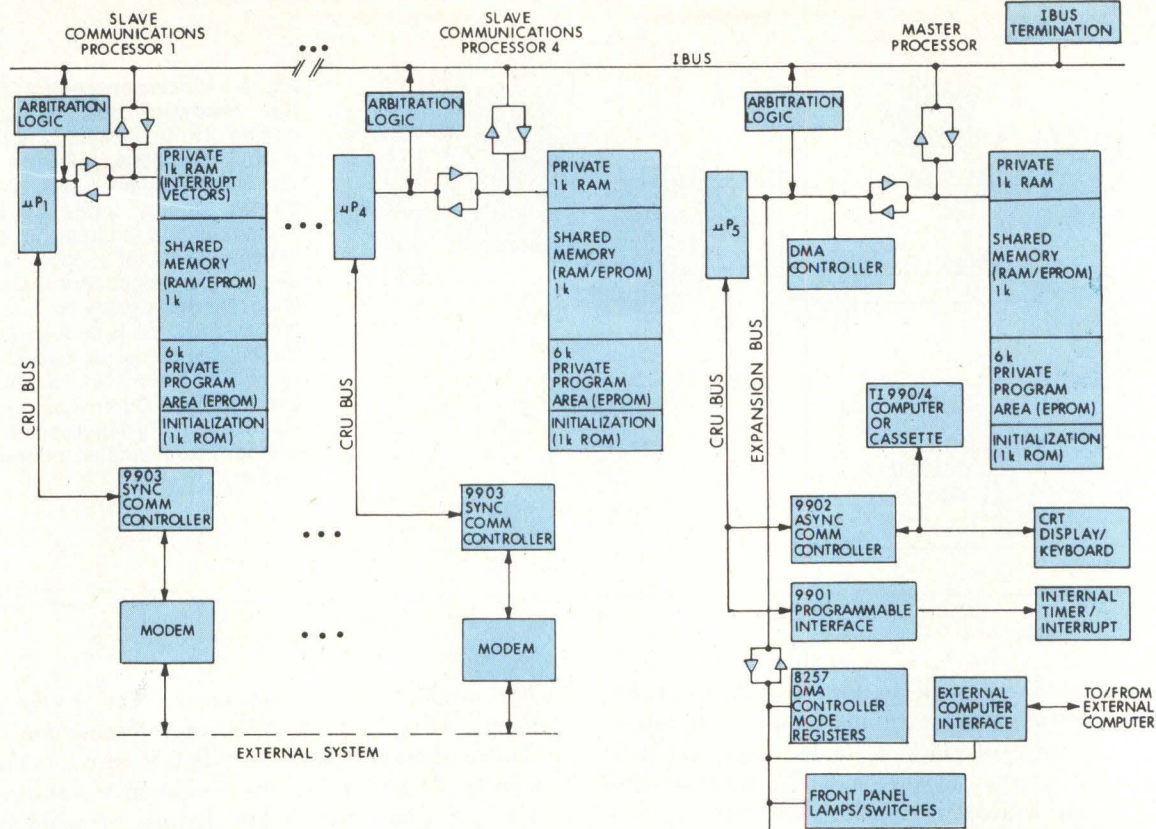 SLAVE
COMMUNICATIONS
PROCESSOR 1
•••
SLAVE
COMMUNICATIONS
PROCESSOR 4
MASTER
PROCESSOR
IBUS
TERMINATION
IBUS
ARBITRATION
LOGIC
μP1
PRIVATE
1k RAM
(INTERRUPT
VECTORS)
SHARED
MEMORY
(RAM/EPROM)
1k
6k
PRIVATE
PROGRAM
AREA (EPROM)
INITIALIZATION
(1k ROM)
CRU BUS
9903
SYNC
COMM
CONTROLLER
MODEM
•••
•••
•••
ARBITRATION
LOGIC
μP4
PRIVATE
1k RAM
SHARED
MEMORY
(RAM/EPROM)
1k
6k
PRIVATE
PROGRAM
AREA (EPROM)
INITIALIZATION
(1k ROM)
CRU BUS
9903
SYNC
COMM
CONTROLLER
MODEM
EXTERNAL SYSTEM
ARBITRATION
LOGIC
μP5
DMA
CONTROLLER
PRIVATE
1k RAM
SHARED
MEMORY
(RAM/EPROM)
1k
6k
PRIVATE
PROGRAM
AREA (EPROM)
INITIALIZATION
(1k ROM)
CRU BUS
EXPANSION BUS
TI 990/4
COMPUTER
OR
CASSETTE
9902
ASYNC
COMM
CONTROLLER
CRT
DISPLAY/
KEYBOARD
9901
PROGRAMMABLE
INTERFACE
INTERNAL
TIMER/
INTERRUPT
8257
DMA
CONTROLLER
MODE
REGISTERS
EXTERNAL
COMPUTER
INTERFACE
TO/FROM
EXTERNAL
COMPUTER
FRONT PANEL
LAMPS/SWITCHES